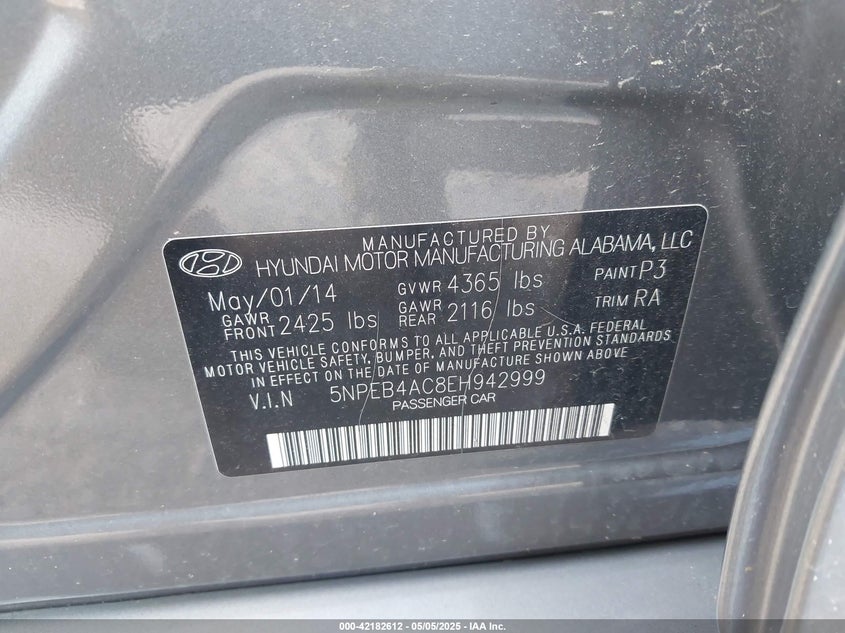 MANUFACTURED BY
HYUNDAI MOTOR MANUFACTURING ALABAMA, LLC
May/01/14 GVWR 4365 lbs PAINT P3
GAWR FRONT 2425 lbs GAWR REAR 2116 lbs TRIM RA
THIS VEHICLE CONFORMS TO ALL APPLICABLE U.S.A. FEDERAL
MOTOR VEHICLE SAFETY, BUMPER, AND THEFT PREVENTION STANDARDS
IN EFFECT ON THE DATE OF MANUFACTURE SHOWN ABOVE
V.I.N 5NPEB4AC8EH942999
PASSENGER CAR
000-42182612 - 05/05/2025 - IAA Inc.